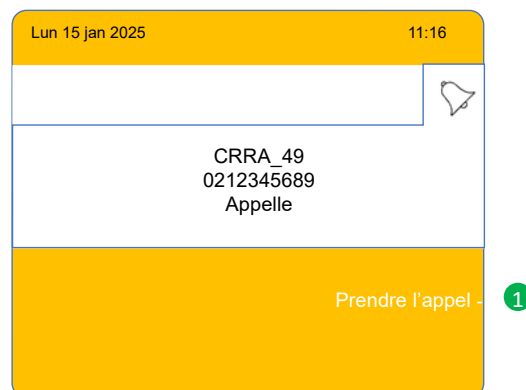 Lun 15 jan 2025 11:16
CRRA_49
0212345689
Appelle
Prendre l'appel - 1